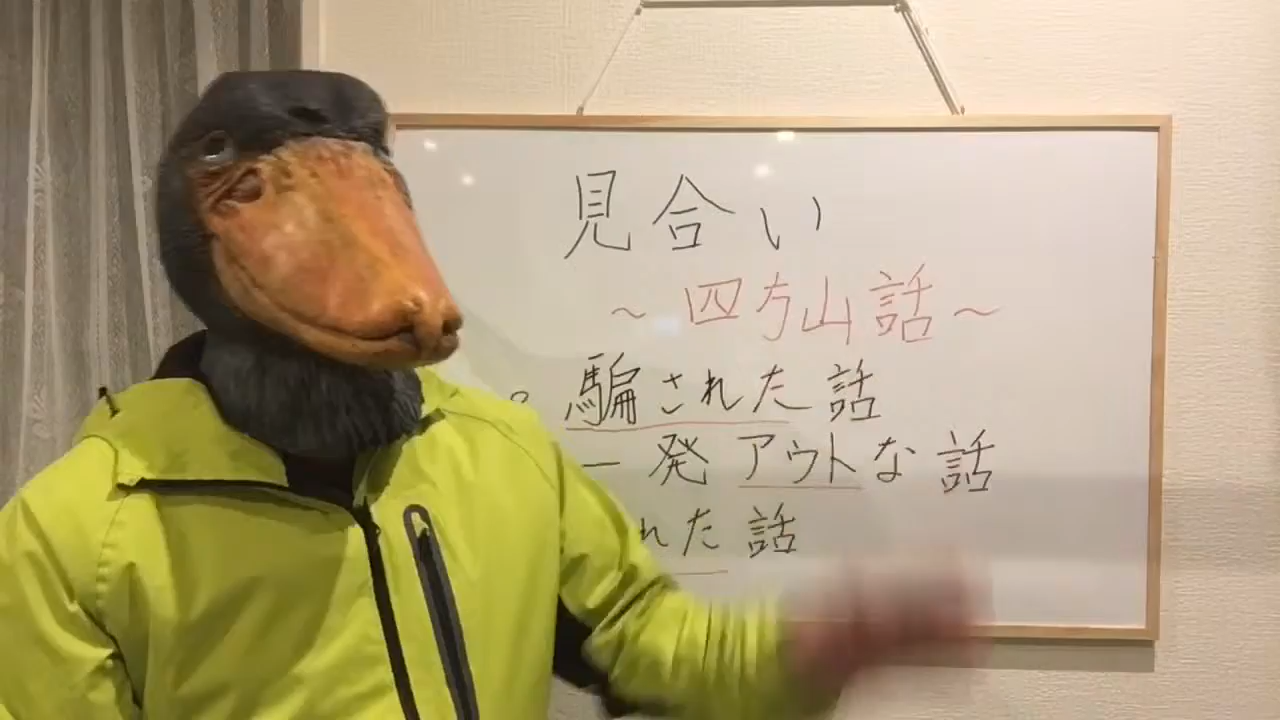 見合い
～四方山話～
。騙された話
一発アウトな話
れた話